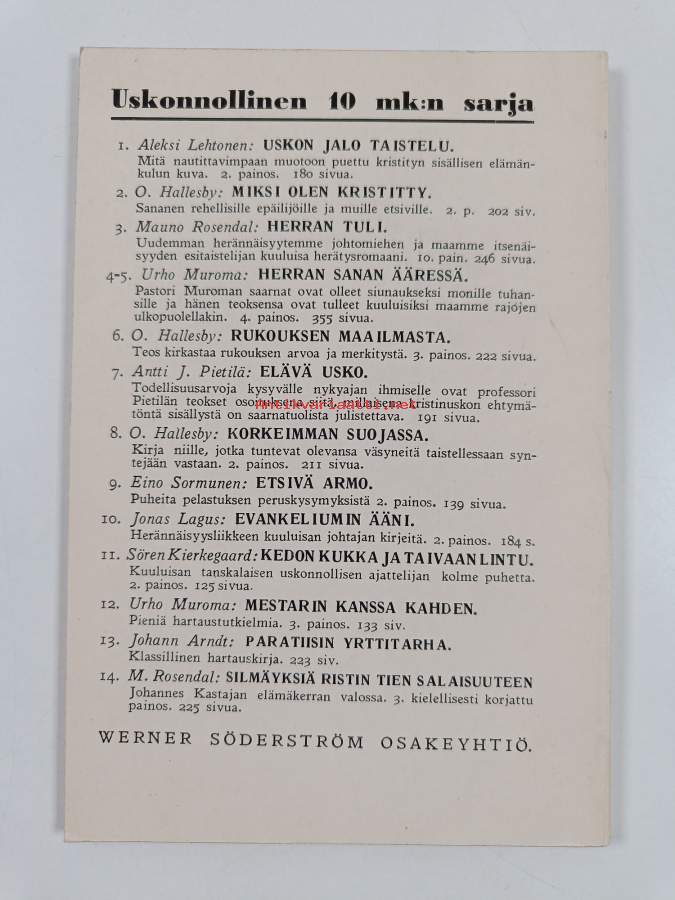 Uskonnollinen 10 mk:n sarja
1. Aleksi Lehtonen: USKON JALO TAISTELU.
Mitä nautittavimpaan muotoon puettu kristityn sisällisen elämän-
kulun kuva. 2. painos. 180 sivua.
2. O. Hallesby: MIKSI OLEN KRISTITTY.
Sananen rehellisille epäilijöille ja muille etsiville. 2. p. 202 siv.
3. Mauno Rosendal: HERRAN TULI.
Uudemman herännäisyytemme johtomiehen ja maamme itsenäi-
syyden esitaistelijan kuuluisa herätysromaani. 10. pain. 246 sivua.
4-5. Urho Muroma: HERRAN SANAN ÄÄRESSÄ.
Pastori Muroman saarnat ovat olleet siunaukseksi monille tuhan-
sille ja hänen teoksensa ovat tulleet kuuluisiksi maamme rajojen
ulkopuolellakin. 4. painos. 355 sivua.
6. O. Hallesby: RUKOUKSEN MAAILMASTA.
Teos kirkastaa rukouksen arvoa ja merkitystä. 3. painos. 222 sivua.
7. Antti J. Pietilä: ELÄVÄ USKO.
Todellisuusarvoja kysyvälle nykyajan ihmiselle ovat professori
Pietilän teokset osoituksena siitä, millaisena kristinuskon ehtymä-
töntä sisällystä on saarnatuolista julistettava. 191 sivua.
Antikvariaatti.net
8. O. Hallesby: KORKEIMMAN SUOJASSA.
Kirja niille, jotka tuntevat olevansa väsyneitä taistellessaan syn-
tejään vastaan. 2. painos. 211 sivua.
9. Eino Sormunen: ETSIVÄ ARMO.
Puheita pelastuksen peruskysymyksistä 2. painos. 139 sivua.
10. Jonas Lagus: EVANKELIUMIN ÄÄNI.
Herännäisyysliikkeen kuuluisan johtajan kirjeitä. 2. painos. 184 s.
11. Sören Kierkegaard: KEDON KUKKA JA TAIVAAN LINTU.
Kuuluisan tanskalaisen uskonnollisen ajattelijan kolme puhetta.
2. painos. 125 sivua.
12. Urho Muroma: MESTARIN KANSSA KAHDEN.
Pieniä hartaustutkielmia. 3. painos. 133 siv.
13. Johann Arndt: PARATIISIN YRTTITARHA.
Klassillinen hartauskirja. 223 siv.
14. M. Rosendal: SILMÄYKSIÄ RISTIN TIEN SALAISUUTEEN
Johannes Kastajan elämäkerran valossa. 3. kielellisesti korjattu
painos. 225 sivua.
WERNER SÖDERSTRÖM OSAKEYHTIÖ.